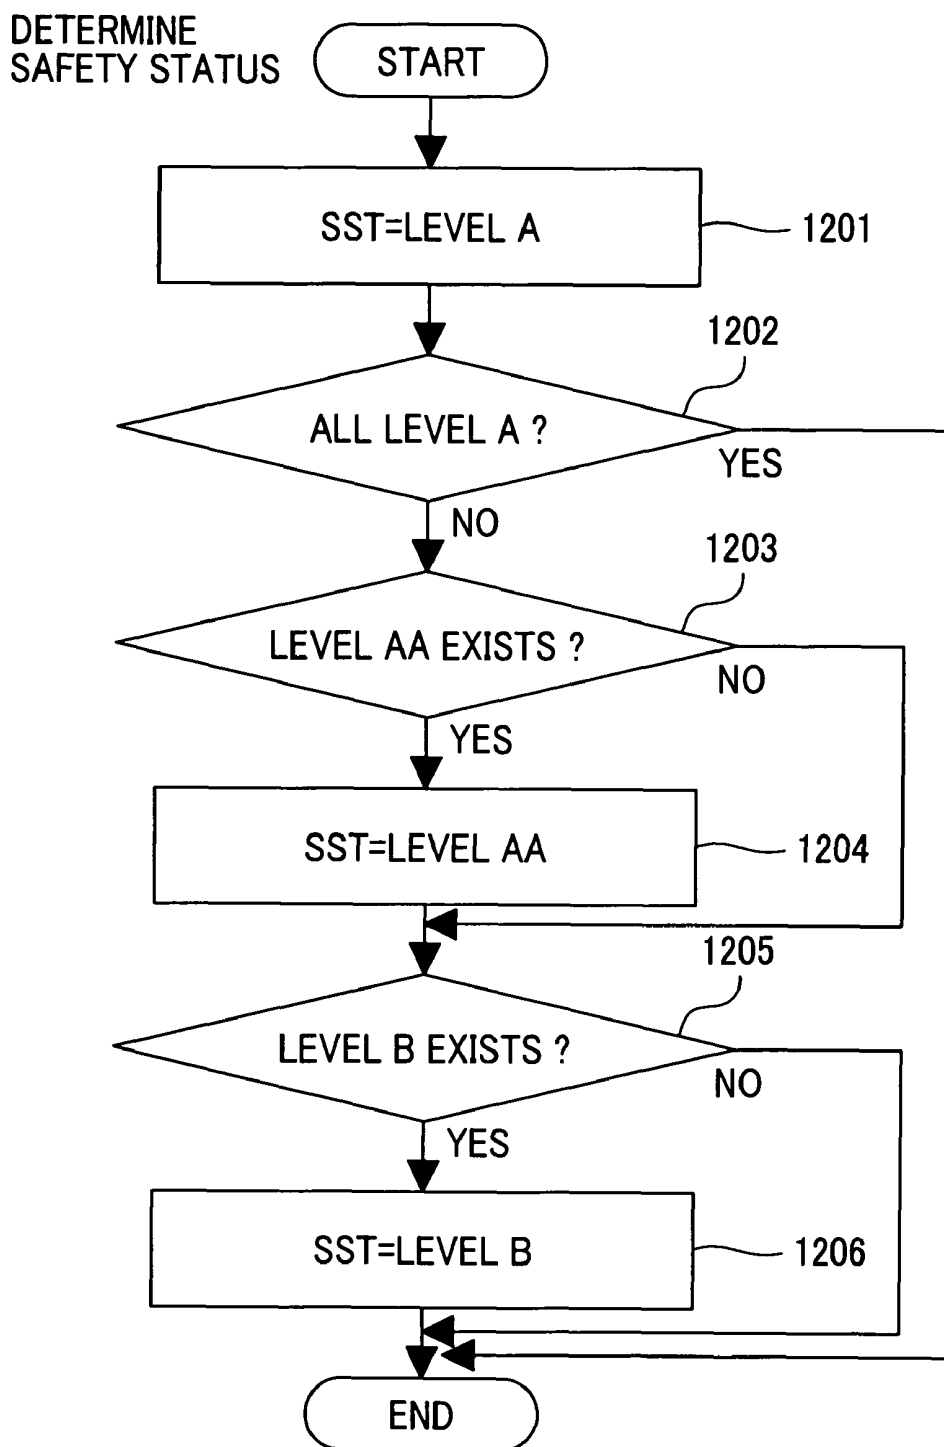 DETERMINE
SAFETY STATUS
START
SST=LEVEL A
1201
1202
ALL LEVEL A ?
YES
NO
1203
LEVEL AA EXISTS ?
NO
YES
SST=LEVEL AA
1204
1205
LEVEL B EXISTS ?
NO
YES
SST=LEVEL B
1206
END